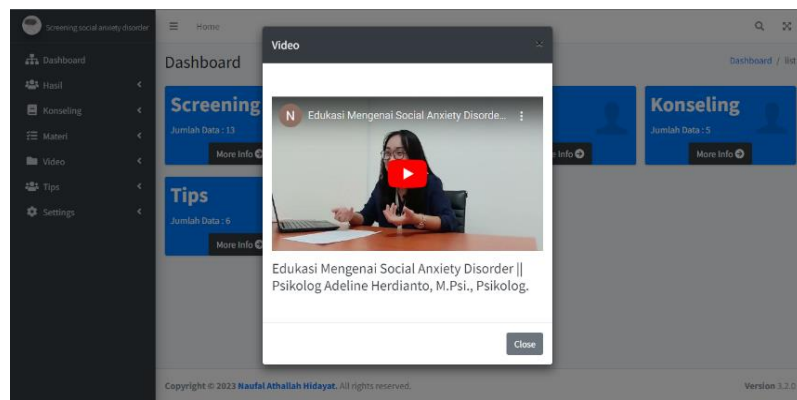 Screening social anxiety disorder
Home
Dashboard
Hasil
Konseling
Materi
Video
Tips
Settings
Dashboard
Dashboard / list
Screening
Jumlah Data : 13
More Info
Info
Konseling
Jumlah Data : 5
More Info
Tips
Jumlah Data : 6
More Info
Video
×
N Edukasi Mengenai Social Anxiety Disorde...
Edukasi Mengenai Social Anxiety Disorder ||
Psikolog Adeline Herdianto, M.Psi., Psikolog.
Close
Copyright © 2023 Naufal Athallah Hidayat. All rights reserved.
Version 3.2.0